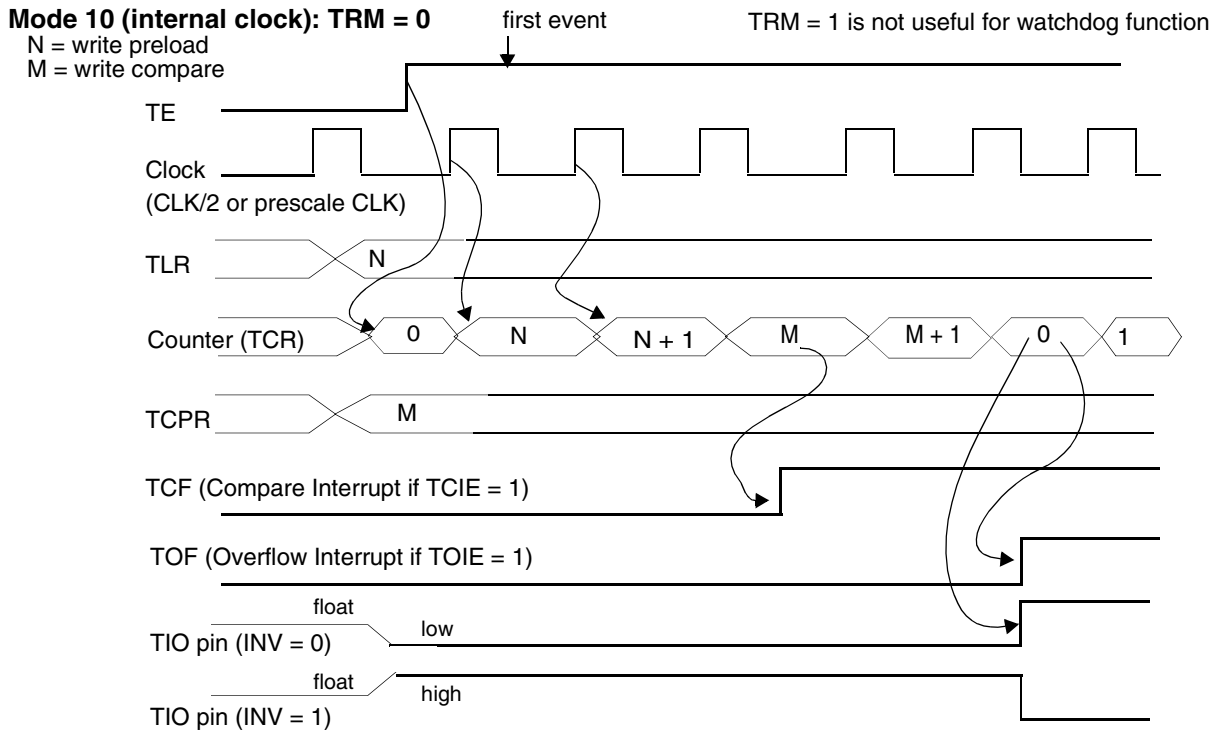 Mode 10 (internal clock): TRM = 0
first event
TRM = 1 is not useful for watchdog function
N = write preload
M = write compare
TE
Clock
(CLK/2 or prescale CLK)
TLR
N
Counter (TCR)
0
N
N + 1
M
M + 1
0
1
TCPR
M
TCF (Compare Interrupt if TCIE = 1)
TOF (Overflow Interrupt if TOIE = 1)
float
low
TIO pin (INV = 0)
float
high
TIO pin (INV = 1)